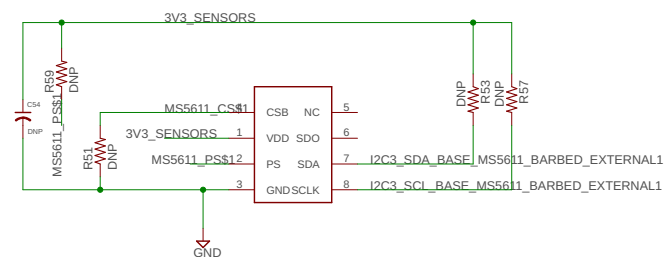 3V3_SENSORS
R59
DNP
C54
DNP
MS5611_PS$1
R51
DNP
MS5611_CS$1
3V3_SENSORS
MS5611_PS$1
4 CSB NC 5
1 VDD SDO 6
2 PS SDA 7
3 GND SCLK 8
DNP
R53
DNP
R57
I2C3_SDA_BASE_MS5611_BARBED_EXTERNAL1
I2C3_SCL_BASE_MS5611_BARBED_EXTERNAL1
GND